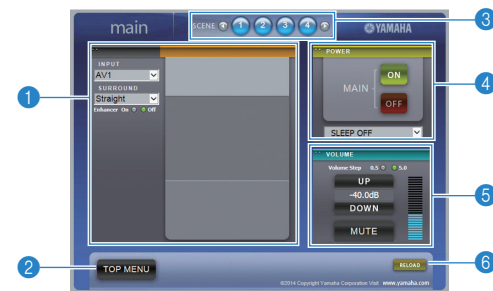 main
SCENE 1 2 3 4
YAMAHA
3
1
INPUT
AV1
SURROUND
Straight
Enhancer On Off
POWER
MAIN
ON
OFF
4
SLEEP OFF
VOLUME
Volume Step 0.5 5.0
UP
-40.0dB
DOWN
MUTE
5
2
TOP MENU
RELOAD
6
©2014 Copyright Yamaha Corporation Visit www.yamaha.com